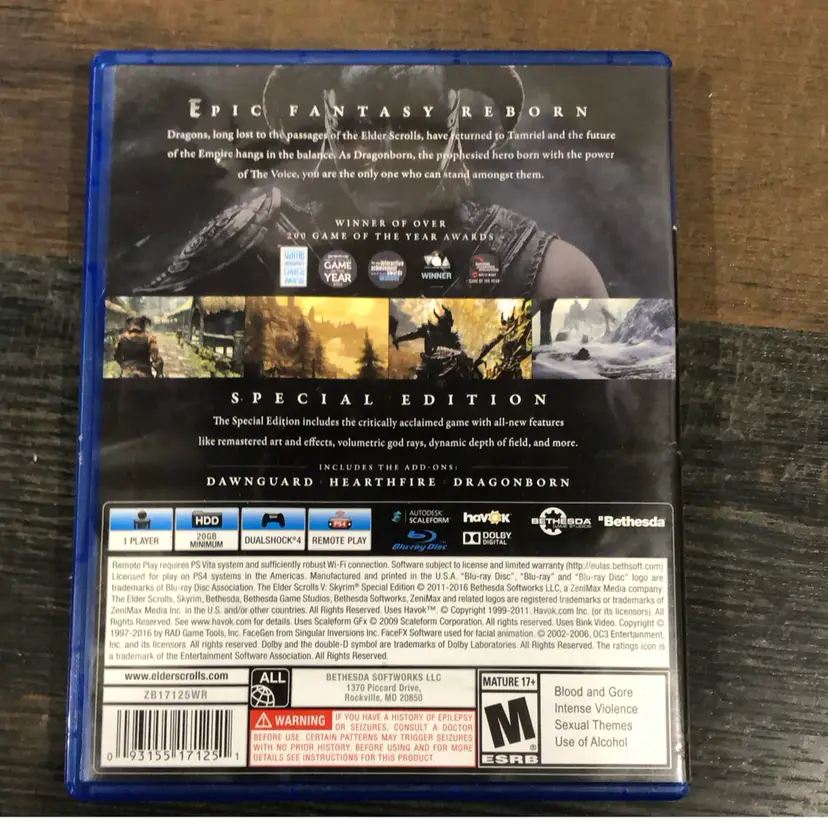 EPIC FANTASY REBORN
Dragons, long lost to the passages of the Elder Scrolls, have returned to Tamriel and the future
of the Empire hangs in the balance. As Dragonborn, the prophesied hero born with the power
of The Voice, you are the only one who can stand amongst them.
WINNER OF OVER
200 GAME OF THE YEAR AWARDS
GAME
YEAR
WINNER
SPECIAL EDITION
The Special Edition includes the critically acclaimed game with all-new features
like remastered art and effects, volumetric god rays, dynamic depth of field, and more.
INCLUDES THE ADD-ONS:
DAWNGUARD · HEARTHFIRE · DRAGONBORN
1 PLAYER
HDD
20GB
MINIMUM
DUALSHOCK®4
PS4
REMOTE PLAY
AUTODESK®
SCALEFORM
havok
Blu-ray Disc
DOLBY
DIGITAL
BETHESDA
GAME STUDIOS
Bethesda
Remote Play requires PS Vita system and sufficiently robust Wi-Fi connection. Software subject to license and limited warranty (http://eulas.bethsoft.com)
Licensed for play on PS4 systems in the Americas. Manufactured and printed in the U.S.A. "Blu-ray Disc", "Blu-ray" and "Blu-ray Disc" logo are
trademarks of Blu-ray Disc Association. The Elder Scrolls V: Skyrim® Special Edition © 2011-2016 Bethesda Softworks LLC, a ZeniMax Media company
The Elder Scrolls, Skyrim, Bethesda, Bethesda Game Studios, Bethesda Softworks, ZeniMax and related logos are registered trademarks or trademarks of
ZeniMax Media Inc. in the U.S. and/or other countries. All Rights Reserved. Uses Havok™. © Copyright 1999-2011. Havok.com Inc. (or its licensors). All
Rights Reserved. See www.havok.com for details. Uses Scaleform GFx © 2009 Scaleform Corporation. All rights reserved. Uses Bink Video. Copyright ©
1997-2016 by RAD Game Tools, Inc. FaceGen from Singular Inversions Inc. FaceFX Software used for facial animation. © 2002-2006, OC3 Entertainment,
Inc. and its licensors. All rights reserved. Dolby and the double-D symbol are trademarks of Dolby Laboratories. All Rights Reserved. The ratings icon is
a trademark of the Entertainment Software Association. All Rights Reserved.
www.elderscrolls.com
ZB17125WR
0 93155 17125 1
ALL
BETHESDA SOFTWORKS LLC
1370 Piccard Drive,
Rockville, MD 20850
WARNING IF YOU HAVE A HISTORY OF EPILEPSY
OR SEIZURES, CONSULT A DOCTOR
BEFORE USE. CERTAIN PATTERNS MAY TRIGGER SEIZURES
WITH NO PRIOR HISTORY. BEFORE USING AND FOR MORE
DETAILS SEE INSTRUCTIONS FOR THIS PRODUCT.
MATURE 17+
M
®
ESRB
Blood and Gore
Intense Violence
Sexual Themes
Use of Alcohol